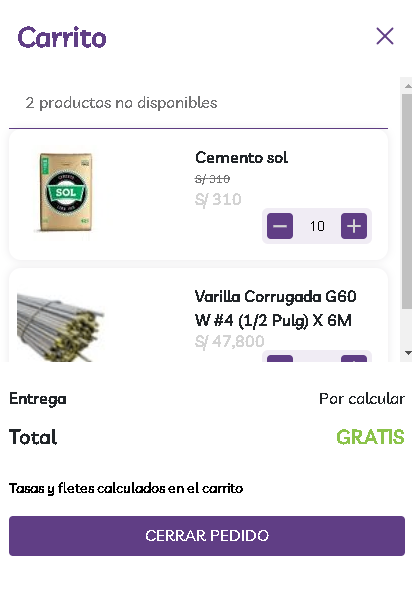 Carrito
2 productos no disponibles
Cemento sol
S/ 310
S/ 310
SOL
10
Varilla Corrugada G60
W #4 (1/2 Pulg) X 6M
S/ 47,800
Entrega
Por calcular
Total
GRATIS
Tasas y fletes calculados en el carrito
CERRAR PEDIDO